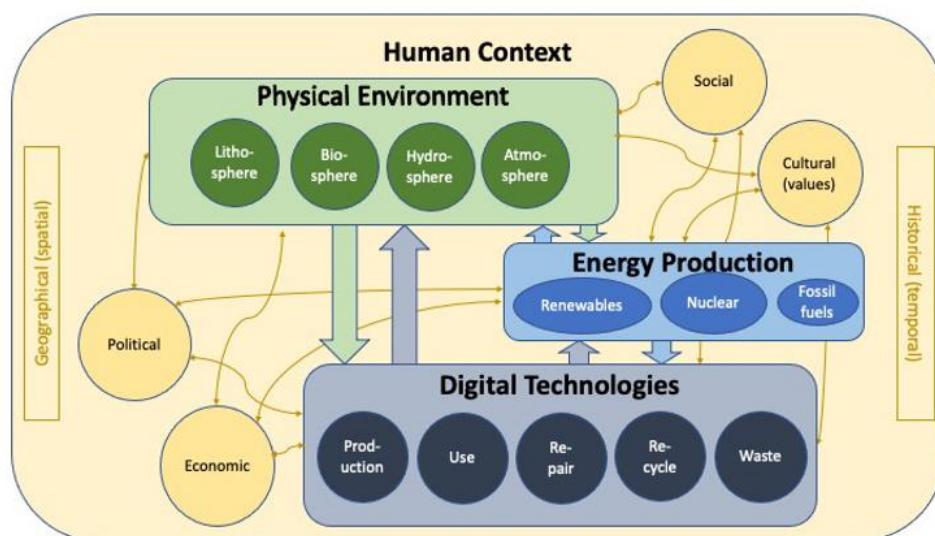 Human Context
Physical Environment
Litho-
sphere
Bio-
sphere
Hydro-
sphere
Atmo-
sphere
Social
Cultural
(values)
Geographical (spatial)
Historical (temporal)
Energy Production
Renewables
Nuclear
Fossil
fuels
Political
Economic
Digital Technologies
Prod-
uction
Use
Re-
pair
Re-
cycle
Waste